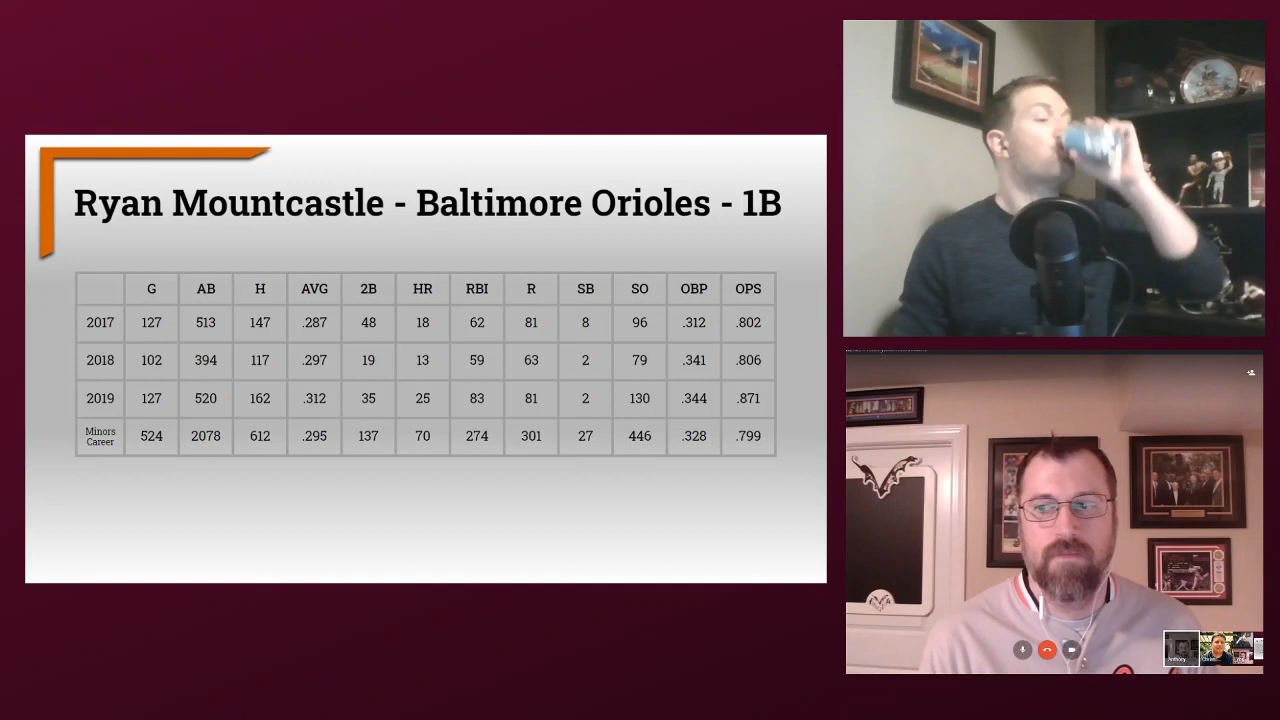 Ryan Mountcastle - Baltimore Orioles - 1B
G AB H AVG 2B HR RBI R SB SO OBP OPS
2017 127 513 147 .287 48 18 62 81 8 96 .312 .802
2018 102 394 117 .297 19 13 59 63 2 79 .341 .806
2019 127 520 162 .312 35 25 83 81 2 130 .344 .871
Minors
Career 524 2078 612 .295 137 70 274 301 27 446 .328 .799
Anthony